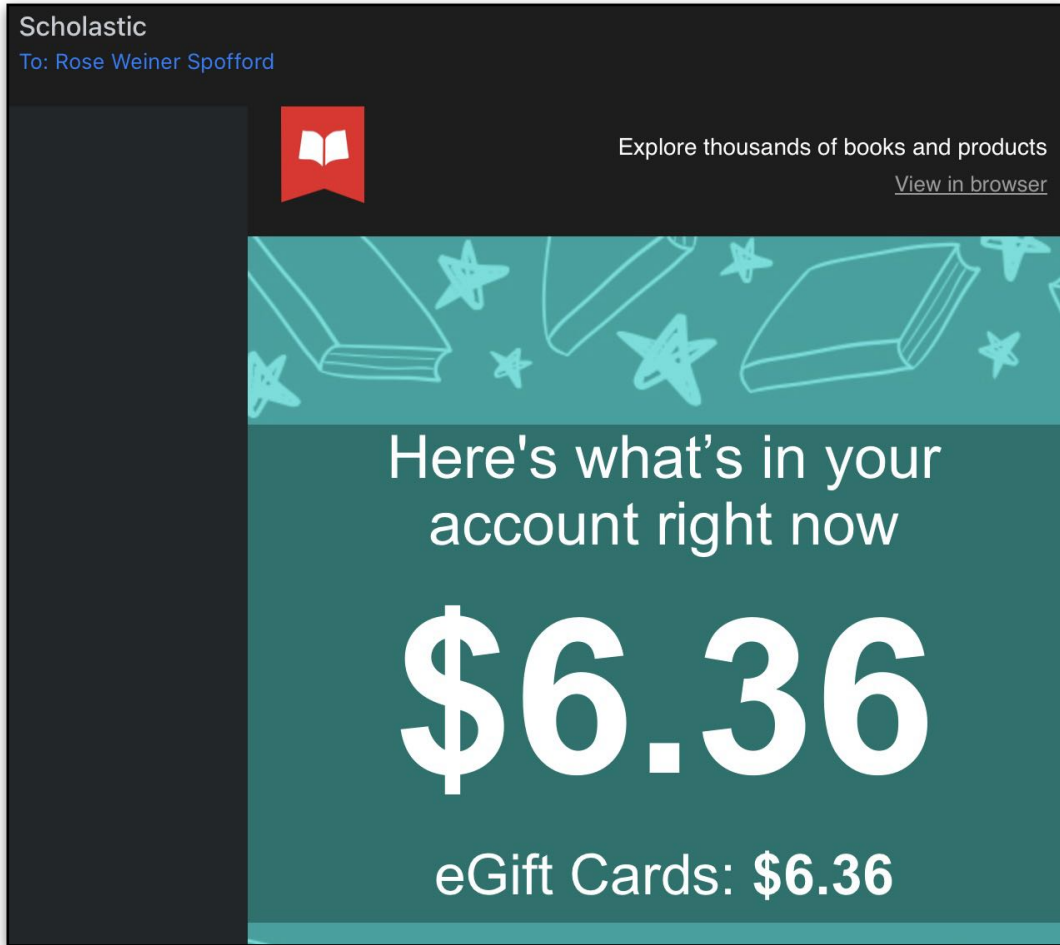 Scholastic
To: Rose Weiner Spofford
Explore thousands of books and products
View in browser
Here's what’s in your
account right now
$6.36
eGift Cards: $6.36